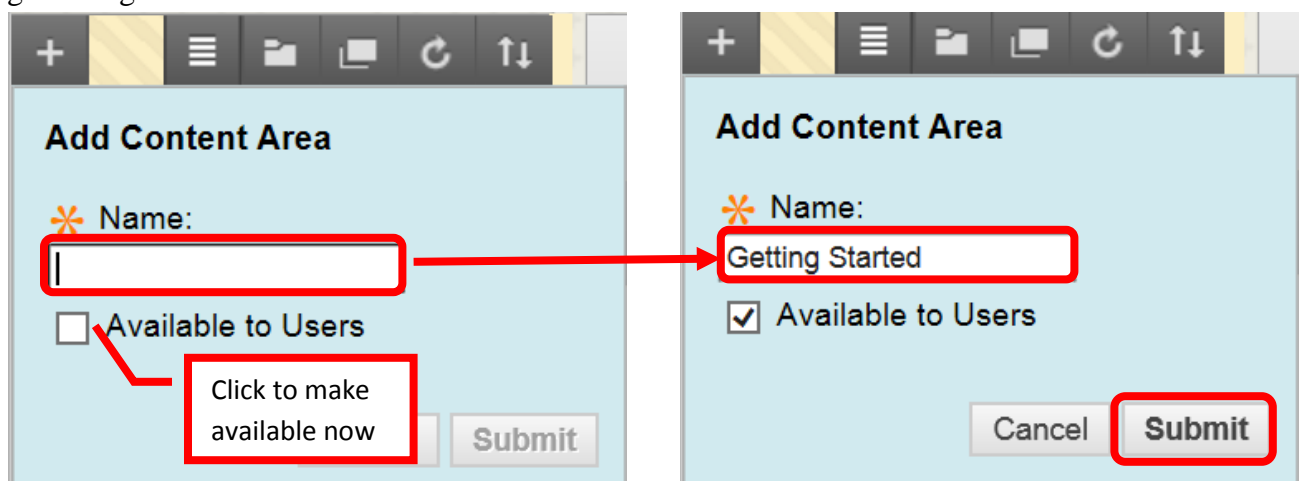 Add Content Area
Name:
Available to Users
Click to make
available now
Submit
Add Content Area
Name:
Getting Started
Available to Users
Cancel
Submit